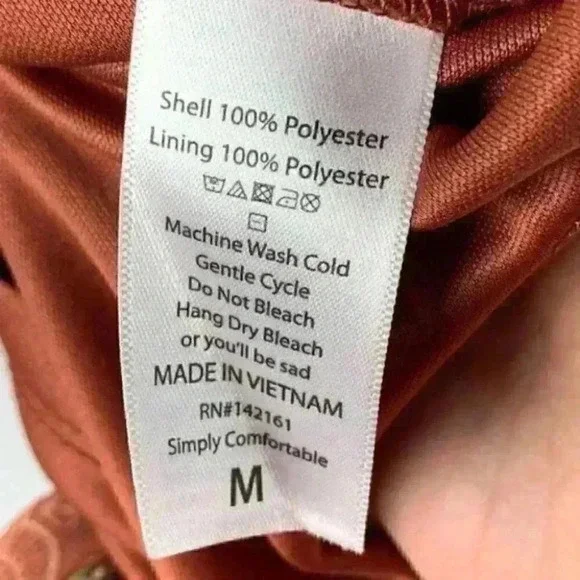 Shell 100% Polyester
Lining 100% Polyester
Machine Wash Cold
Gentle Cycle
Do Not Bleach
Hang Dry Bleach
or you'll be sad
MADE IN VIETNAM
RN#142161
Simply Comfortable
M